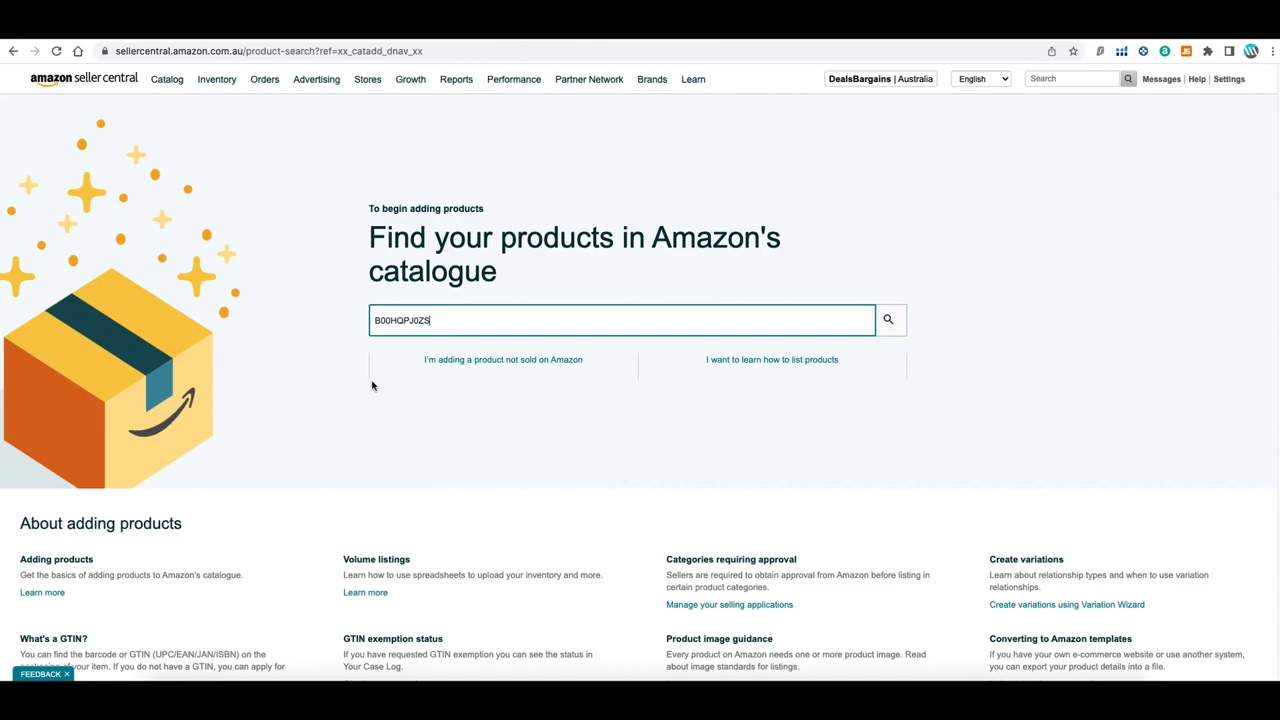 sellercentral.amazon.com.au/product-search?ref=xx_catadd_dnav_xx
amazon seller central Catalog Inventory Orders Advertising Stores Growth Reports Performance Partner Network Brands Learn DealsBargains | Australia English Search Messages | Help | Settings
To begin adding products
Find your products in Amazon's
catalogue
B00HQPJ0ZS
I'm adding a product not sold on Amazon I want to learn how to list products
About adding products
Adding products Volume listings Categories requiring approval Create variations
Get the basics of adding products to Amazon's catalogue. Learn how to use spreadsheets to upload your inventory and more. Sellers are required to obtain approval from Amazon before listing in Learn about relationship types and when to use variation
certain product categories. relationships.
Learn more Learn more Manage your selling applications Create variations using Variation Wizard
What's a GTIN? GTIN exemption status Product image guidance Converting to Amazon templates
You can find the barcode or GTIN (UPC/EAN/JAN/ISBN) on the If you have requested GTIN exemption you can see the status in Every product on Amazon needs one or more product image. Read If you have your own e-commerce website or use another system,
of your item. If you do not have a GTIN, you can apply for Your Case Log. about image standards for listings. you can export your product details into a file.
FEEDBACK ×